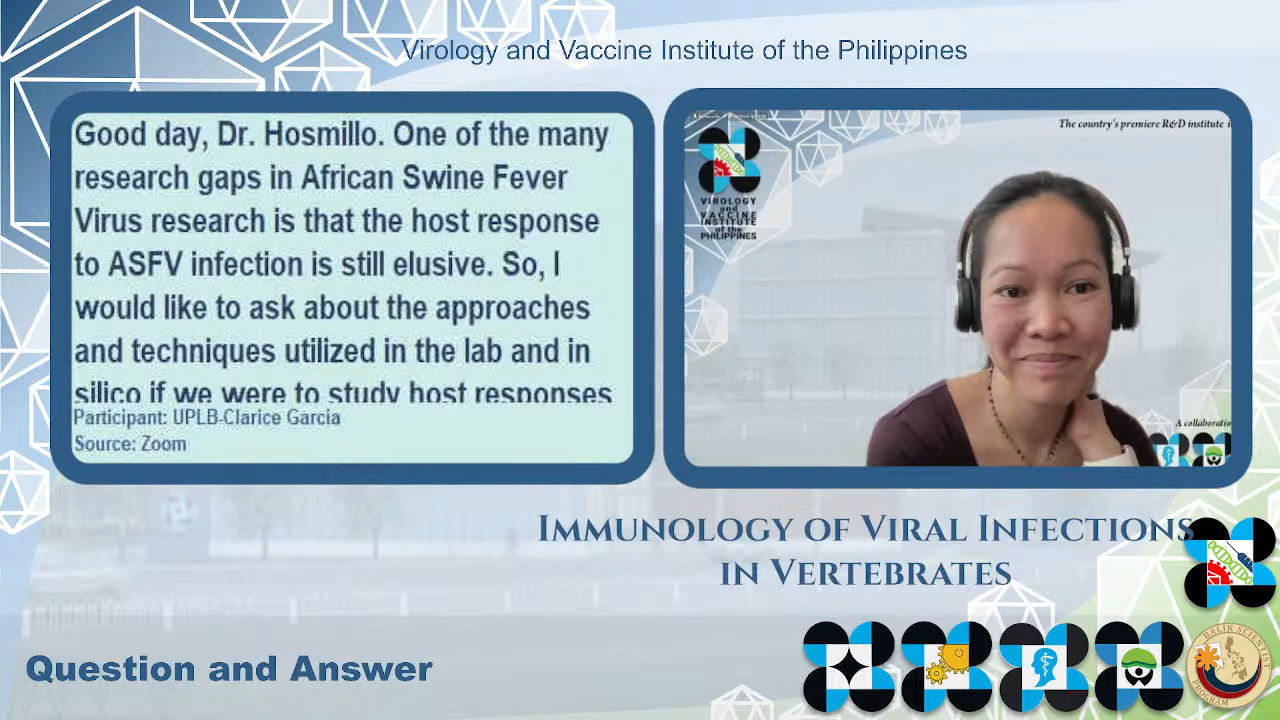 Virology and Vaccine Institute of the Philippines
Good day, Dr. Hosmillo. One of the many
research gaps in African Swine Fever
Virus research is that the host response
to ASFV infection is still elusive. So, I
would like to ask about the approaches
and techniques utilized in the lab and in
silico if we were to study host responses
Participant: UPLB-Clarice Garcia
Source: Zoom
The country's premiere R&D institute i
VIROLOGY
and
VACCINE
INSTITUTE
of the
PHILIPPINES
A collaboratio
IMMUNOLOGY OF VIRAL INFECTIONS
IN VERTEBRATES
Question and Answer
BALIK SCIENTIST
PROGRAM